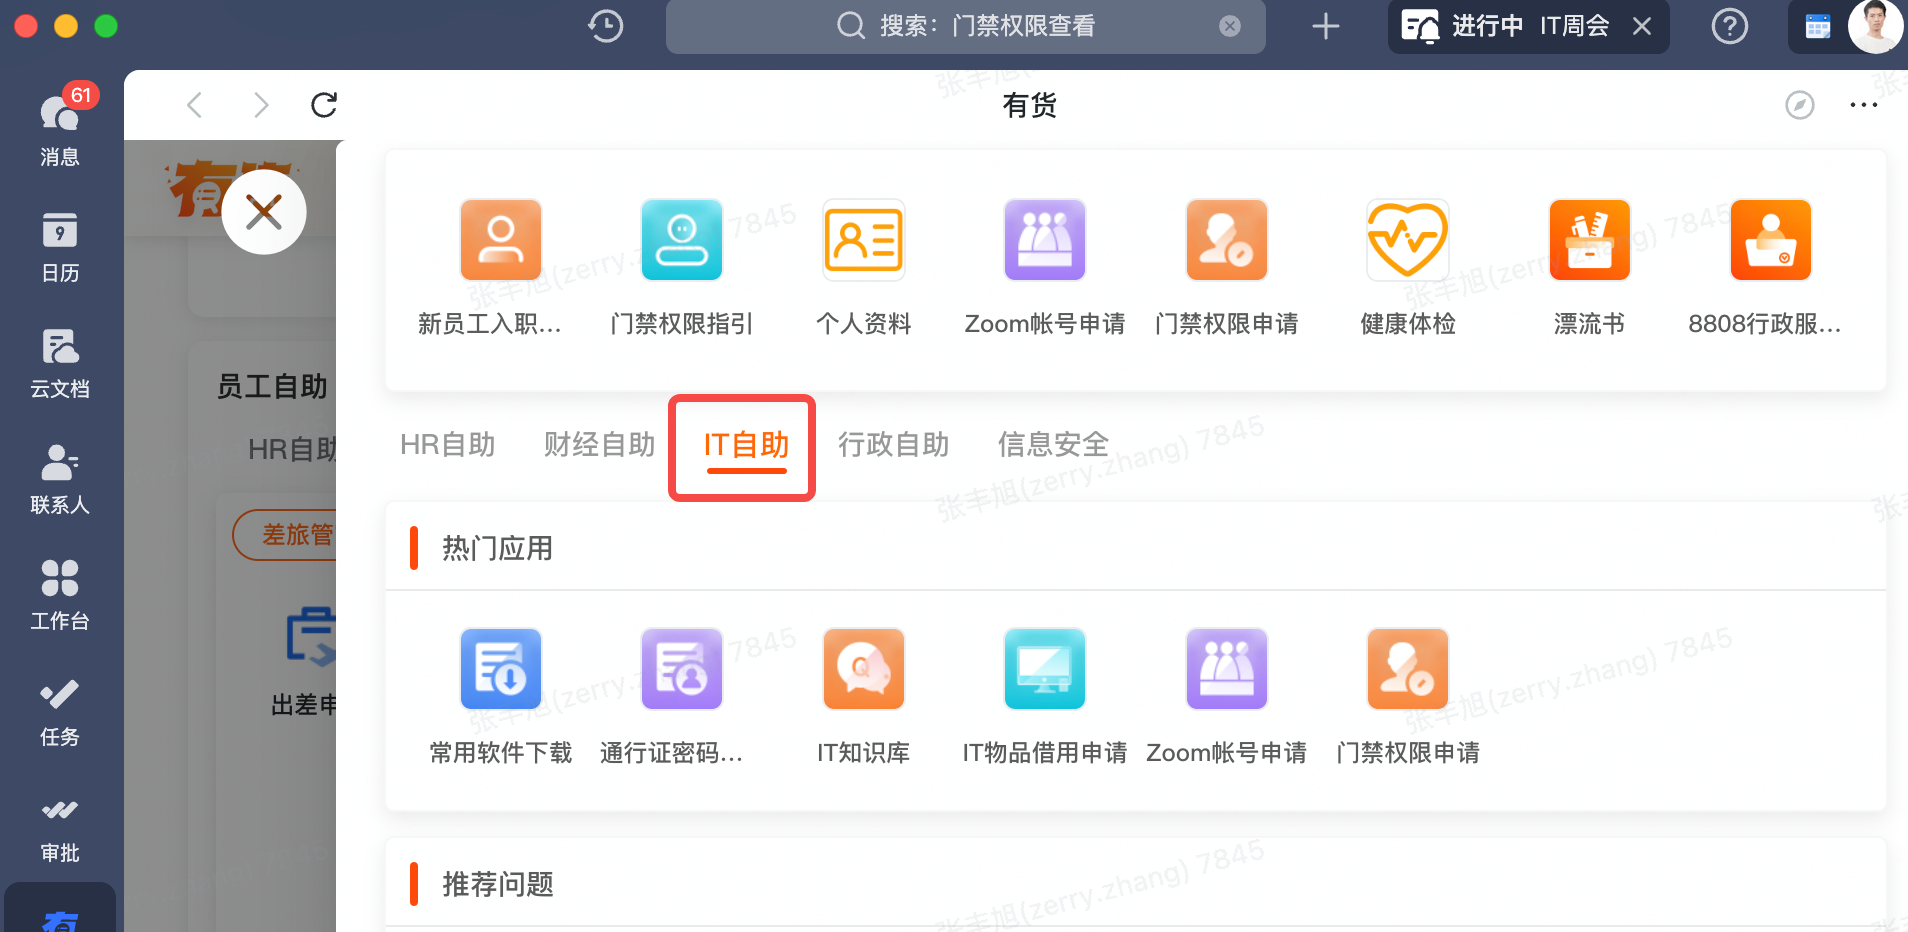 搜索：门禁权限查看
进行中 IT周会
61
消息
9
日历
云文档
联系人
工作台
任务
审批
有
有货
员工自助
HR自助
差旅管
出差申
新员工入职...
门禁权限指引
个人资料
Zoom帐号申请
门禁权限申请
健康体检
漂流书
8808行政服...
HR自助
财经自助
IT自助
行政自助
信息安全
热门应用
常用软件下载
通行证密码...
IT知识库
IT物品借用申请
Zoom帐号申请
门禁权限申请
推荐问题
张丰旭(zerry.zhang) 7845